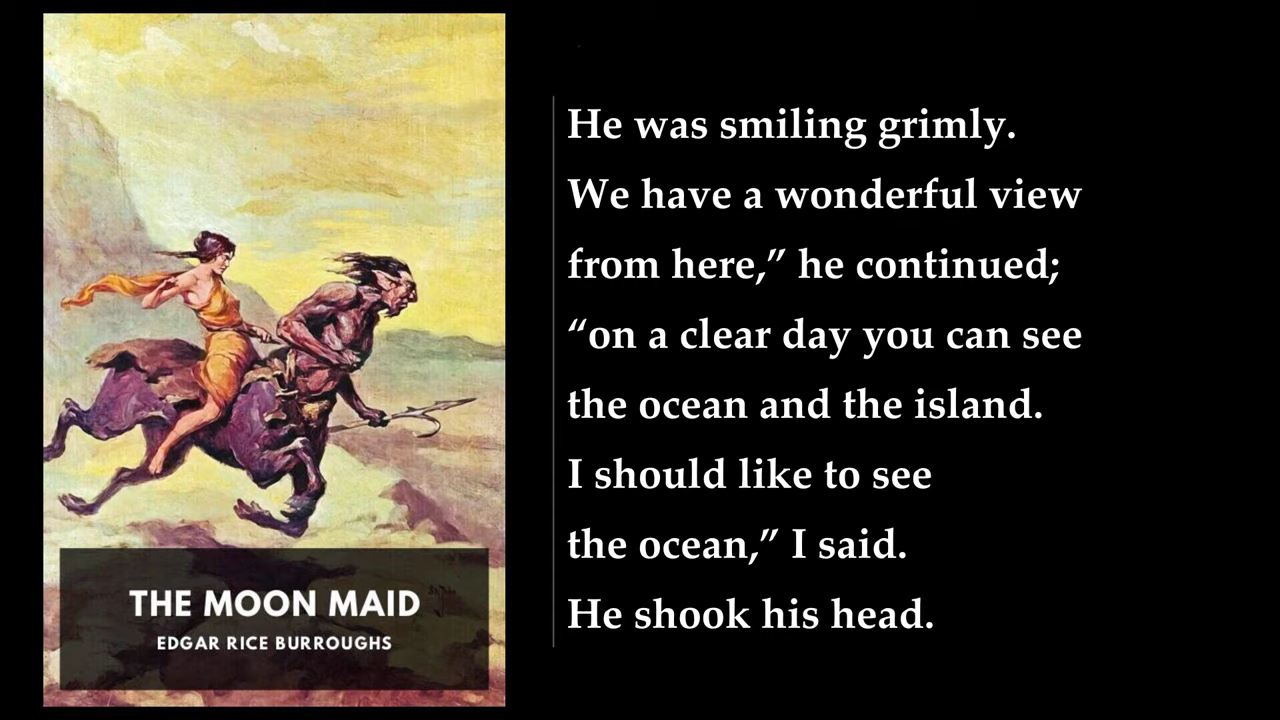 THE MOON MAID
EDGAR RICE BURROUGHS
He was smiling grimly.
We have a wonderful view
from here,” he continued;
“on a clear day you can see
the ocean and the island.
I should like to see
the ocean,” I said.
He shook his head.